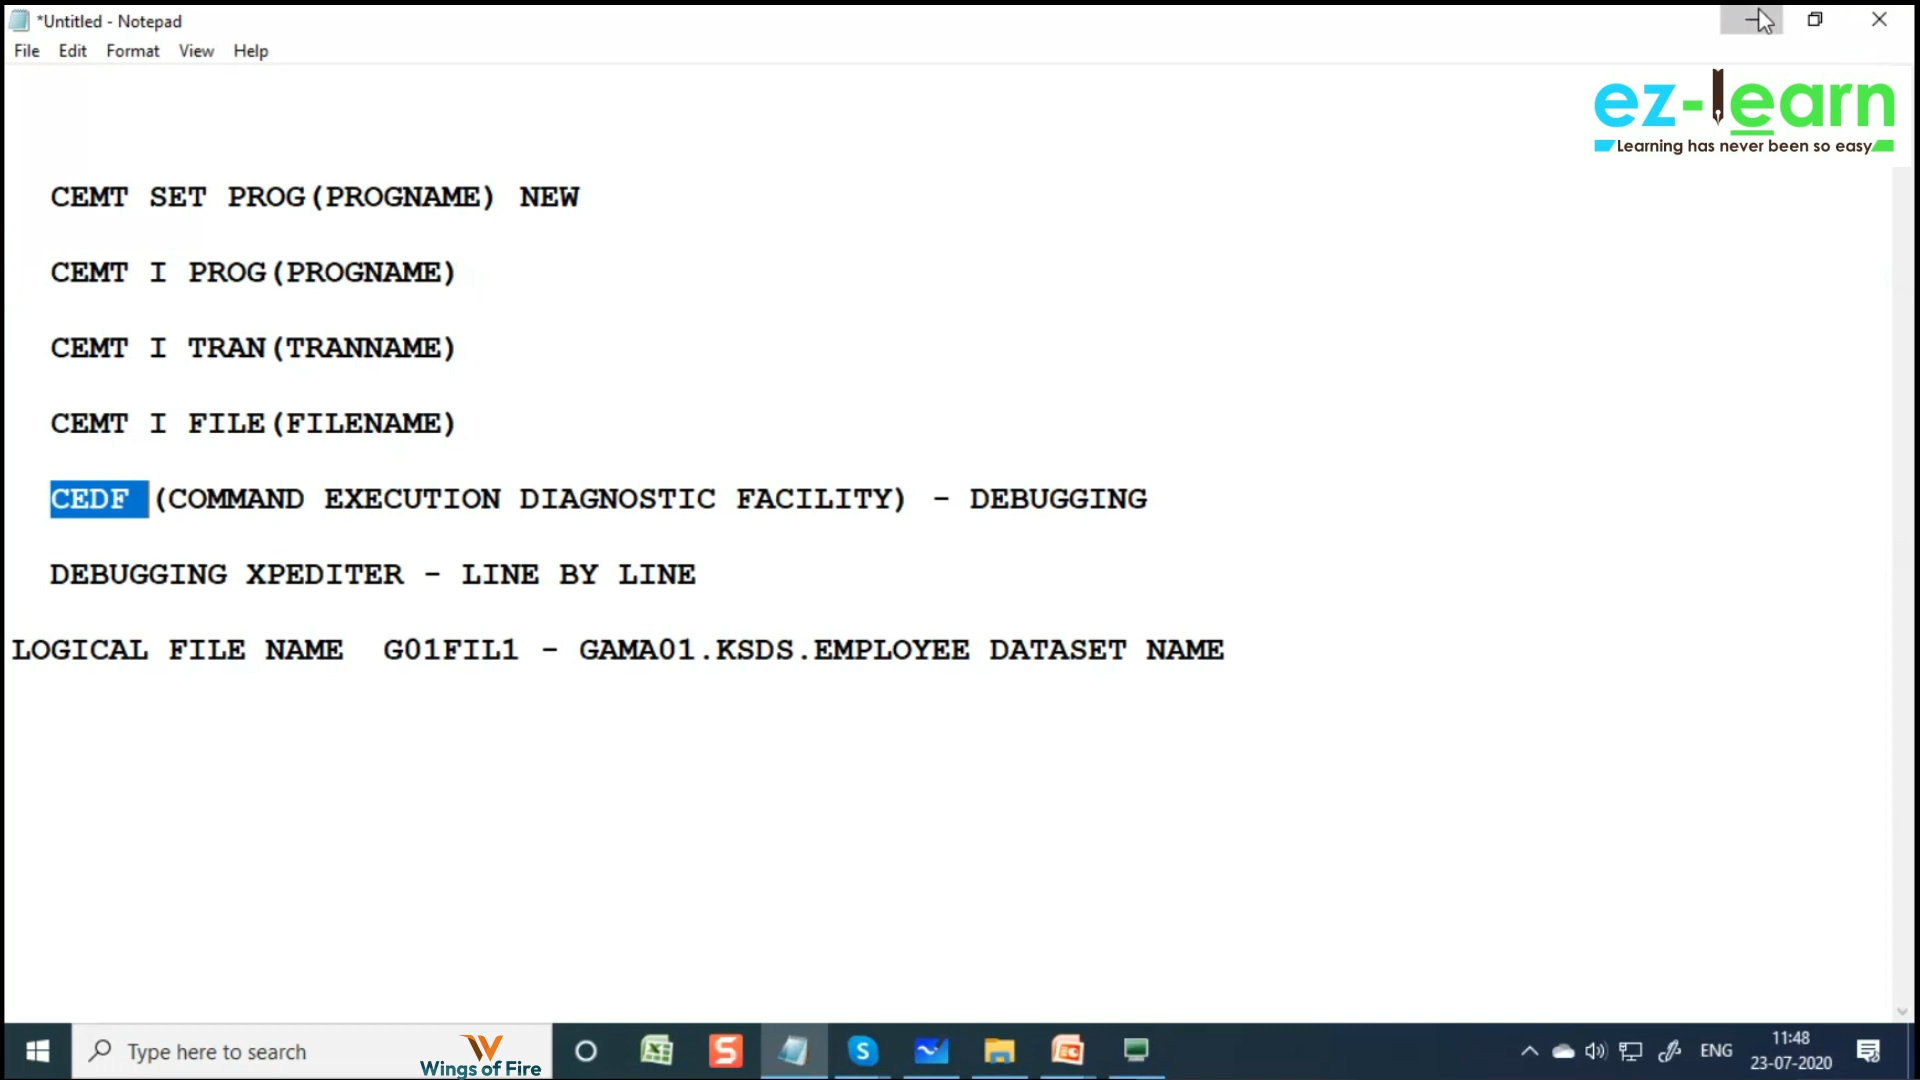 *Untitled - Notepad
File Edit Format View Help
ez-learn
Learning has never been so easy
CEMT SET PROG(PROGNAME) NEW
CEMT I PROG(PROGNAME)
CEMT I TRAN(TRANNAME)
CEMT I FILE(FILENAME)
CEDF (COMMAND EXECUTION DIAGNOSTIC FACILITY) - DEBUGGING
DEBUGGING XPEDITER - LINE BY LINE
LOGICAL FILE NAME G01FIL1 - GAMA01.KSDS.EMPLOYEE DATASET NAME
Type here to search
Wings of Fire
ENG
11:48
23-07-2020